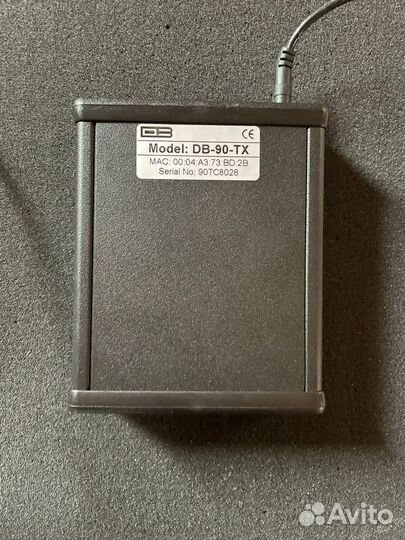 DB CE
Model: DB-90-TX
MAC: 00:04:A3:73:BD:2B
Serial No: 90TC8028
Avito